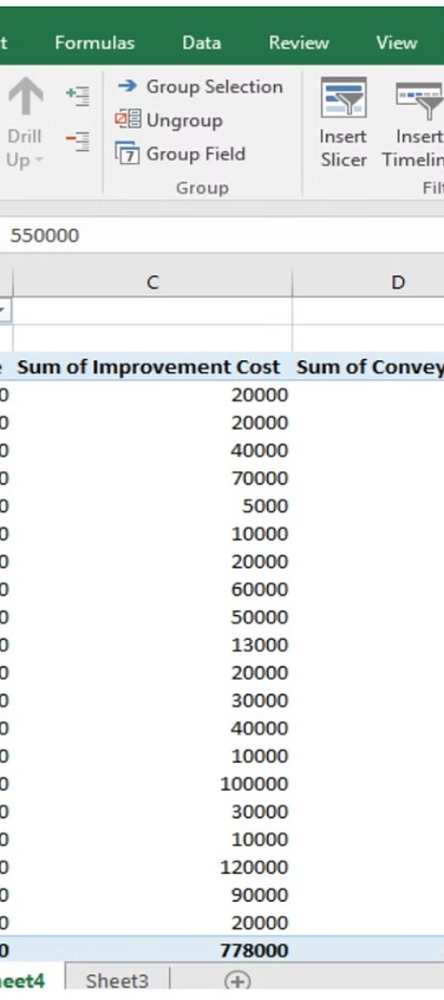 t Formulas Data Review View
Drill Up
Group Selection
Ungroup
7 Group Field
Group
Insert Slicer
Insert Timelin
Filt
550000
C D
e Sum of Improvement Cost Sum of Convey
0 20000
0 20000
0 40000
0 70000
0 5000
0 10000
0 20000
0 60000
0 50000
0 13000
0 20000
0 30000
0 40000
0 10000
0 100000
0 30000
0 10000
0 120000
0 90000
0 20000
0 778000
eet4 Sheet3